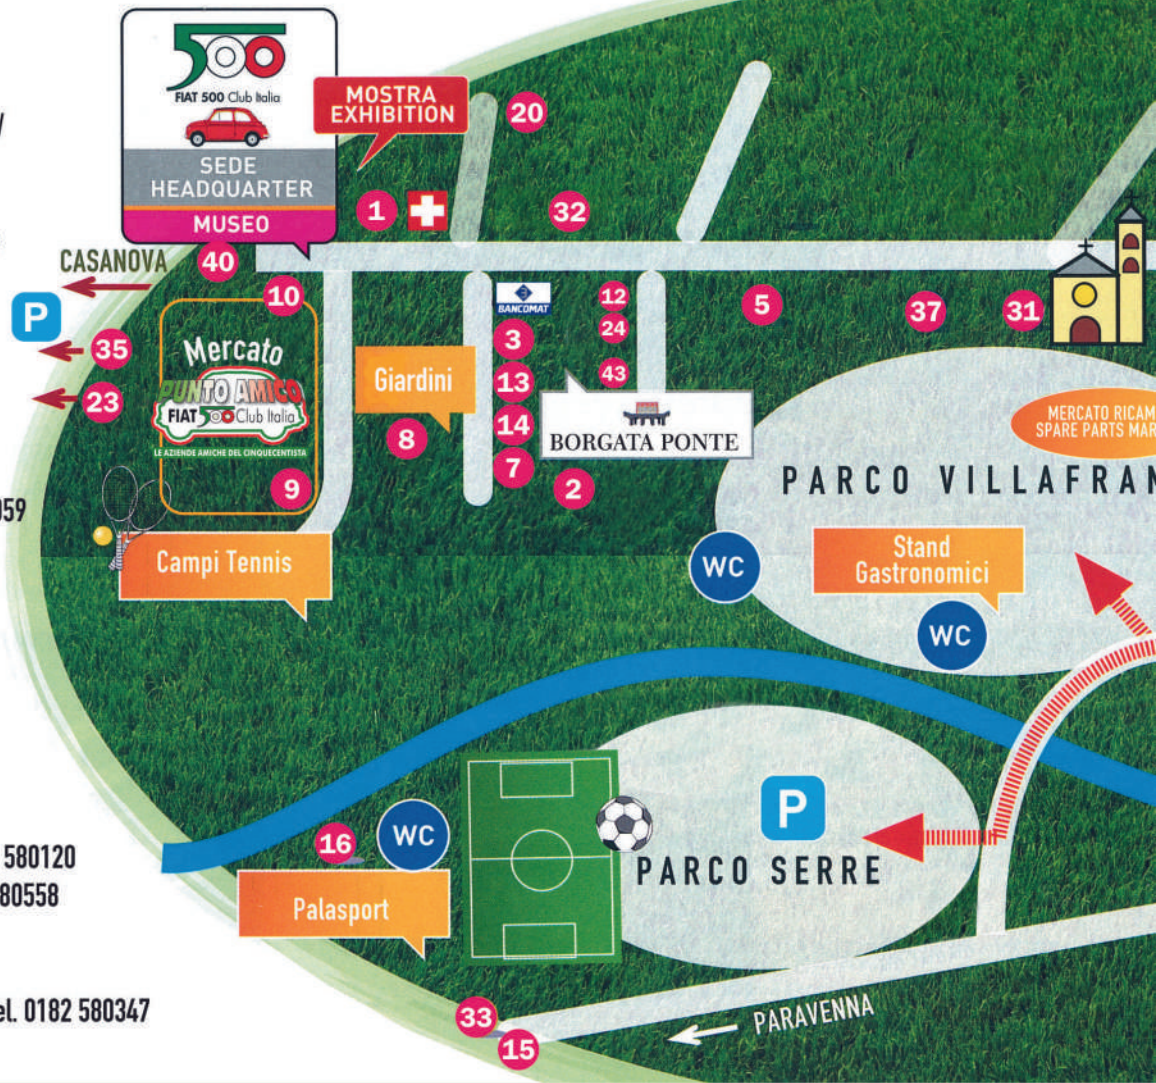 500
FIAT 500 Club Italia
SEDE
HEADQUARTER
MUSEO
MOSTRA
EXHIBITION
20
1
32
CASANOVA
40
10
P
35
23
Mercato
PUNTO AMICO
FIAT 500 Club Italia
LE AZIENDE AMICHE DEL CINQUECENTISTA
9
Giardini
8
BANCOMAT
3
13
14
7
2
12
24
43
BORGATA PONTE
5
37
31
MERCATO RICAM
SPARE PARTS MAR
PARCO VILLAFRAN
059
Campi Tennis
WC
Stand
Gastronomici
WC
580120
80558
16
WC
Palasport
P
PARCO SERRE
el. 0182 580347
33
15
PARAVENNA